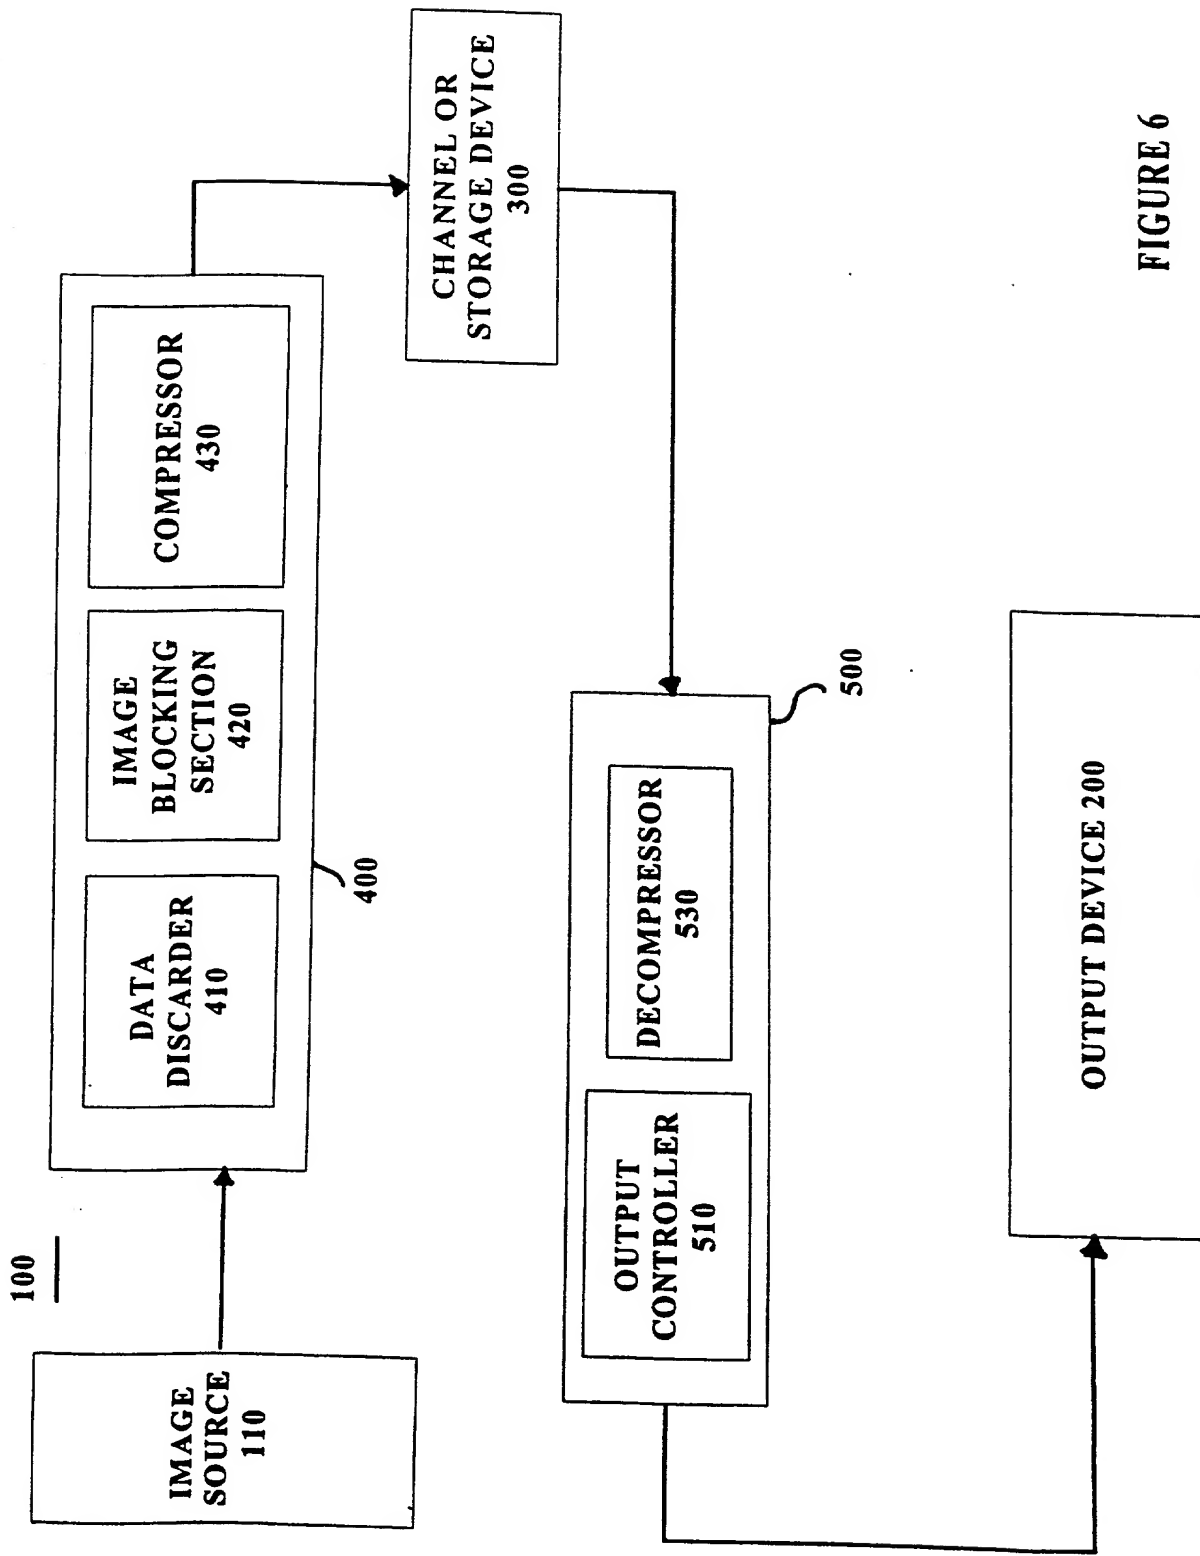 100
IMAGE
SOURCE
110
DATA
DISCARDER
410
IMAGE
BLOCKING
SECTION
420
COMPRESSOR
430
400
CHANNEL OR
STORAGE DEVICE
300
OUTPUT
CONTROLLER
510
DECOMPRESSOR
530
500
OUTPUT DEVICE 200
FIGURE 6